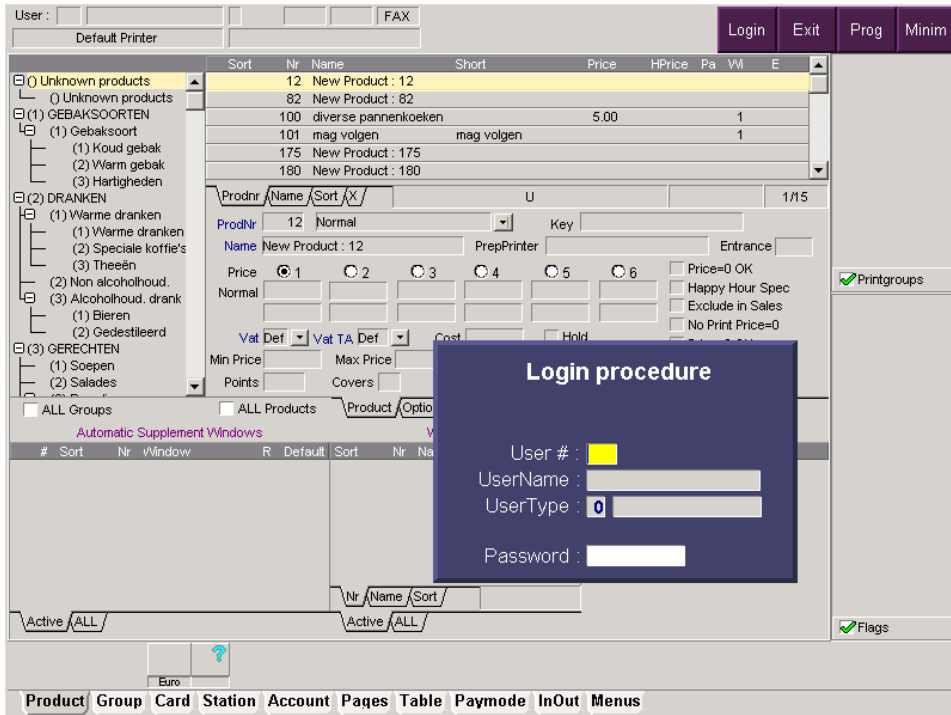 User :
FAX
Default Printer
Login Exit Prog Minim
() Unknown products
() Unknown products
(1) GEBAKSOORTEN
(1) Gebaksoort
(1) Koud gebak
(2) Warm gebak
(3) Hartigheden
(2) DRANKEN
(1) Warme dranken
(1) Warme dranken
(2) Speciale koffie's
(3) Theeën
(2) Non alcoholhoud.
(3) Alcoholhoud. drank
(1) Bieren
(2) Gedestileerd
(3) GERECHTEN
(1) Soepen
(2) Salades
Sort Nr Name Short Price HPrice Pa Wi E
12 New Product : 12
82 New Product : 82
100 diverse pannenkoeken 5.00 1
101 mag volgen mag volgen 1
175 New Product : 175
180 New Product : 180
Prodnr Name Sort X U 1/15
ProdNr 12 Normal Key
Name New Product : 12 PrepPrinter Entrance
Price 1 2 3 4 5 6 Price=0 OK
Normal Happy Hour Spec
Exclude in Sales
No Print Price=0
Vat Def Vat TA Def Cost Hold
Min Price Max Price
Points Covers
Printgroups
ALL Groups ALL Products Product Optio
Automatic Supplement Windows W
# Sort Nr Window R Default Sort Nr Na
Login procedure
User # :
UserName :
UserType : 0
Password :
Nr Name Sort
Active ALL Active ALL
Flags
?
Euro
Product Group Card Station Account Pages Table Paymode InOut Menus